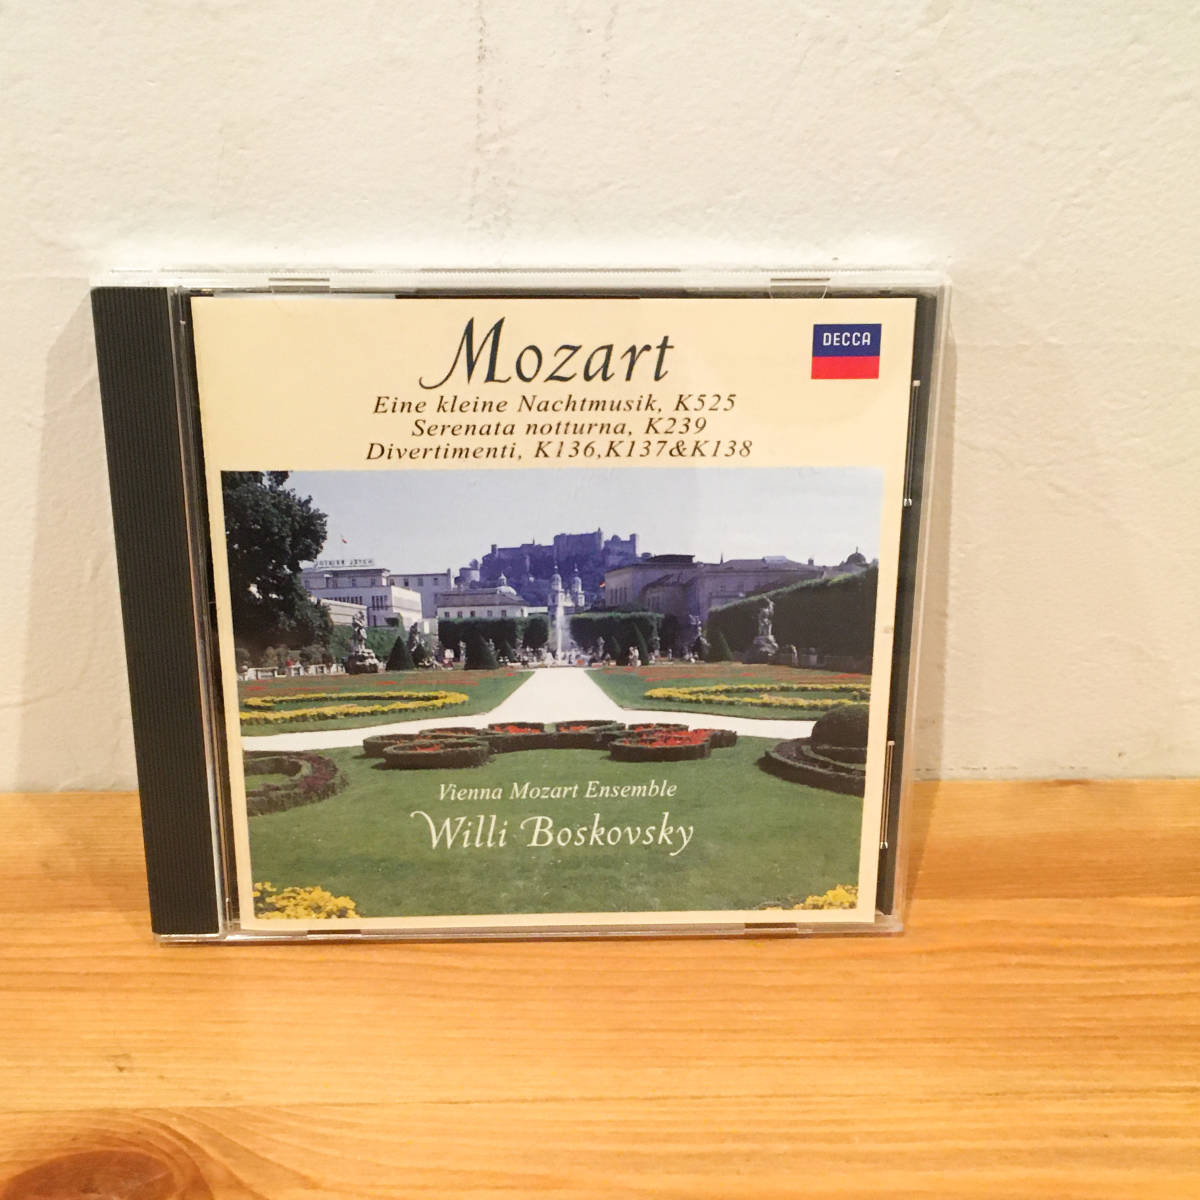 Mozart
DECCA
Eine kleine Nachtmusik, K525
Serenata notturna, K239
Divertimenti, K136,K137&K138
Vienna Mozart Ensemble
Willi Boskovsky